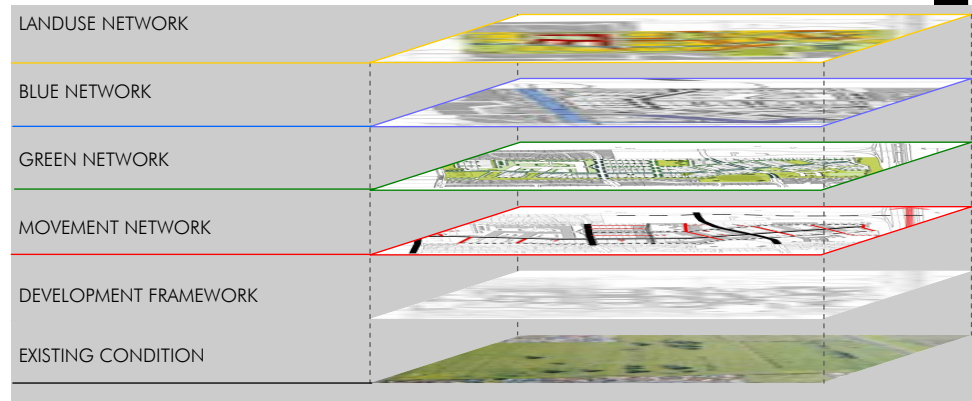 LANDUSE NETWORK
BLUE NETWORK
GREEN NETWORK
MOVEMENT NETWORK
DEVELOPMENT FRAMEWORK
EXISTING CONDITION